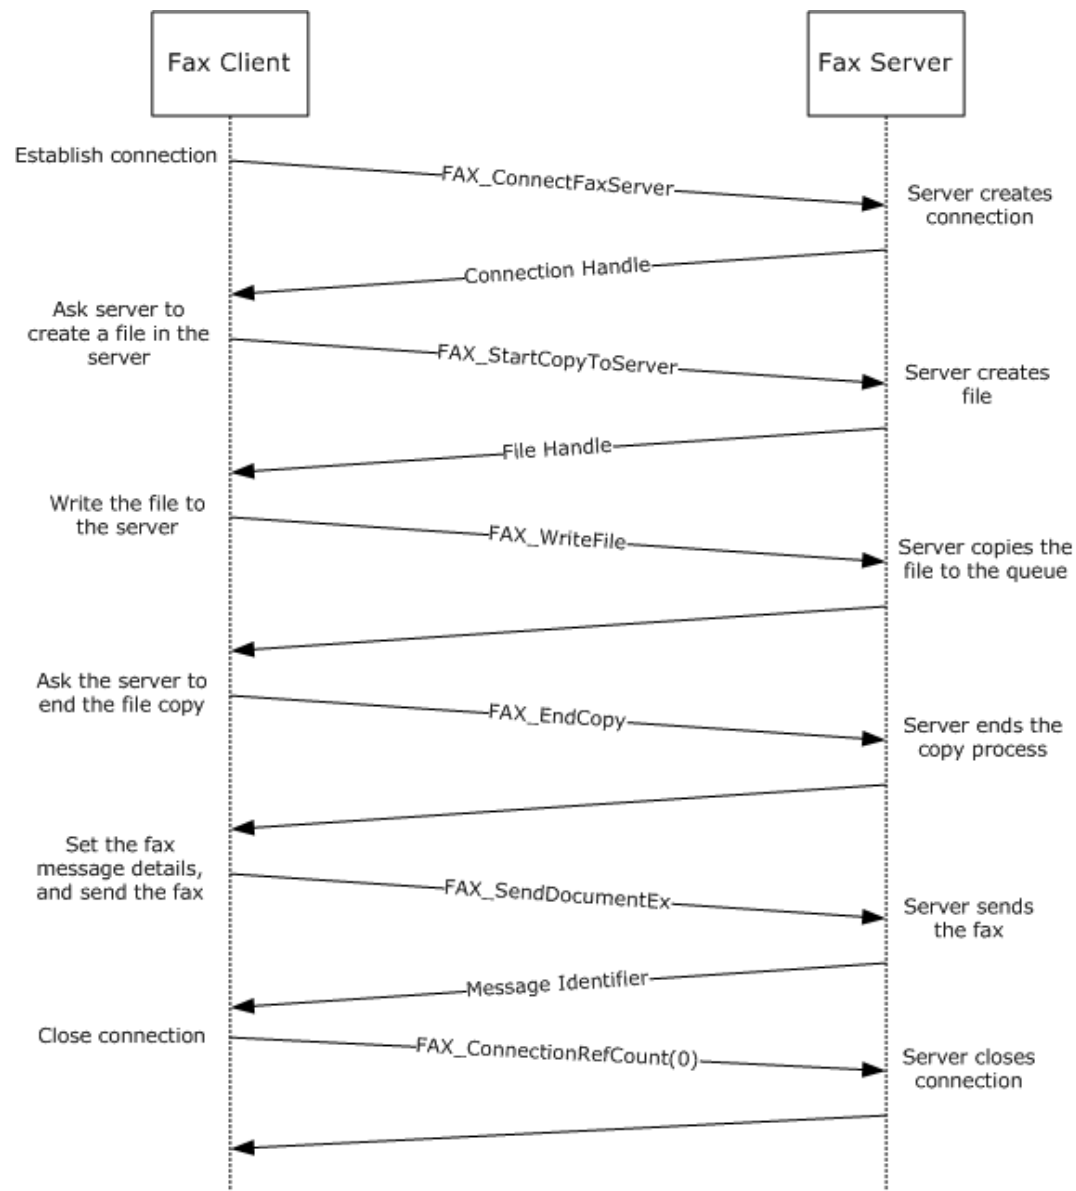 Fax Client
Fax Server
Establish connection
FAX_ConnectFaxServer
Server creates
connection
Connection Handle
Ask server to
create a file in the
server
FAX_StartCopyToServer
Server creates
file
File Handle
Write the file to
the server
FAX_WriteFile
Server copies the
file to the queue
Ask the server to
end the file copy
FAX_EndCopy
Server ends the
copy process
Set the fax
message details,
and send the fax
FAX_SendDocumentEx
Server sends
the fax
Message Identifier
Close connection
FAX_ConnectionRefCount(0)
Server closes
connection